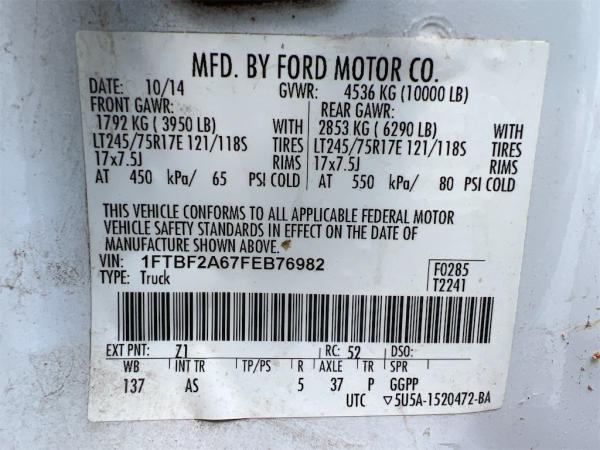 MFD. BY FORD MOTOR CO.
DATE: 10/14 GVWR: 4536 KG (10000 LB)
FRONT GAWR: REAR GAWR:
1792 KG ( 3950 LB) WITH 2853 KG ( 6290 LB) WITH
LT245/75R17E 121/118S TIRES LT245/75R17E 121/118S TIRES
17x7.5J RIMS 17x7.5J RIMS
AT 450 kPa/ 65 PSI COLD AT 550 kPa/ 80 PSI COLD
THIS VEHICLE CONFORMS TO ALL APPLICABLE FEDERAL MOTOR
VEHICLE SAFETY STANDARDS IN EFFECT ON THE DATE OF
MANUFACTURE SHOWN ABOVE.
VIN: 1FTBF2A67FEB76982 F0285
TYPE: Truck T2241
EXT PNT: Z1 RC: 52 DSO:
WB INT TR TP/PS R AXLE TR SPR
137 AS 5 37 P GGPP
UTC ▽5U5A-1520472-BA